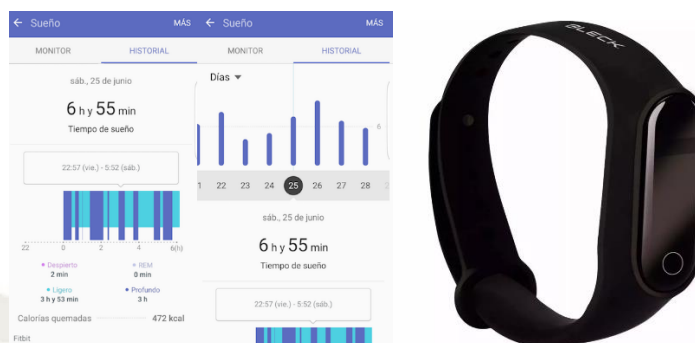 ← Sueño MÁS
MONITOR HISTORIAL
sáb., 25 de junio
6 h y 55 min
Tiempo de sueño
22:57 (vie.) - 5:52 (sáb.)
22 0 2 4 6(h)
• Despierto • REM
2 min 0 min
• Ligero • Profundo
3 h y 53 min 3 h
Calorías quemadas 472 kcal
Fitbit
← Sueño MÁS
MONITOR HISTORIAL
Días ▼
6
1 22 23 24 25 26 27 28
sáb., 25 de junio
6 h y 55 min
Tiempo de sueño
22:57 (vie.) - 5:52 (sáb.)
BLECK